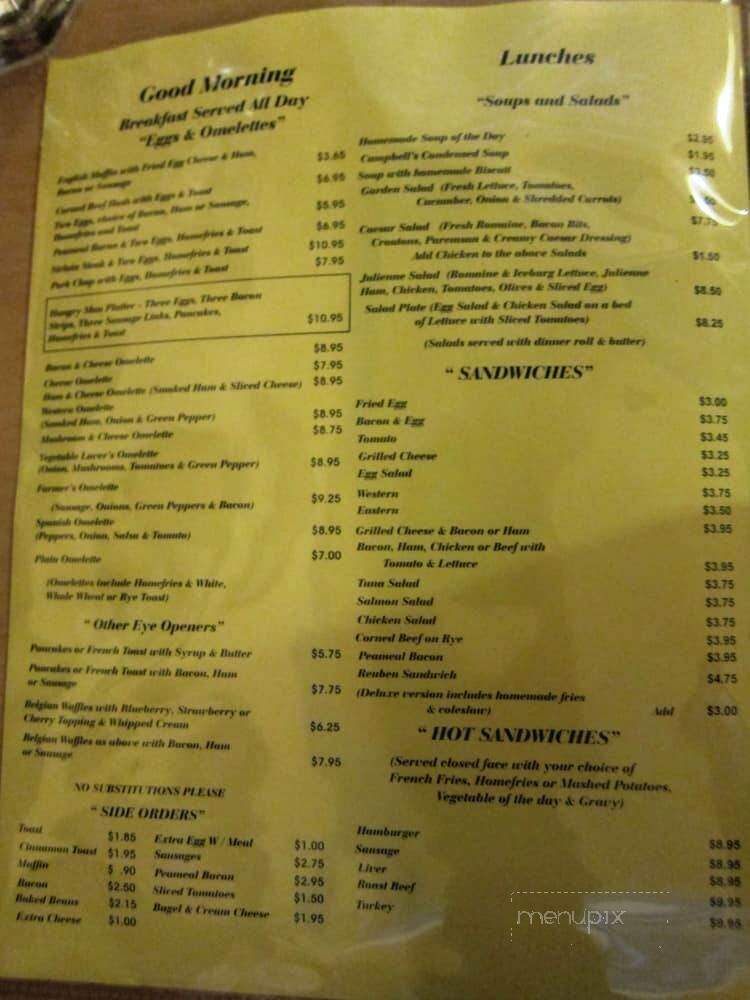 Good Morning
Breakfast Served All Day
"Eggs & Omelettes"
English Muffin with Fried Egg Cheese & Ham,
Bacon or Sausage $3.65
Corned Beef Hash with Eggs & Toast $6.95
Two Eggs, choice of Bacon, Ham or Sausage,
Homefries and Toast $5.95
Peameal Bacon & Two Eggs, Homefries & Toast $6.95
Sirloin Steak & Two Eggs, Homefries & Toast $10.95
Pork Chop with Eggs, Homefries & Toast $7.95
Hungry Man Platter - Three Eggs, Three Bacon
Strips, Three Sausage Links, Pancakes,
Homefries & Toast $10.95
Bacon & Cheese Omelette $8.95
Cheese Omelette $7.95
Ham & Cheese Omelette (Smoked Ham & Sliced Cheese) $8.95
Western Omelette
(Smoked Ham, Onion & Green Pepper) $8.95
Mushroom & Cheese Omelette $8.75
Vegetable Lover's Omelette
(Onion, Mushrooms, Tomatoes & Green Pepper) $8.95
Farmer's Omelette
(Sausage, Onions, Green Peppers & Bacon) $9.25
Spanish Omelette
(Peppers, Onion, Salsa & Tomato) $8.95
Plain Omelette $7.00
(Omelettes include Homefries & White,
Whole Wheat or Rye Toast)
"Other Eye Openers"
Pancakes or French Toast with Syrup & Butter $5.75
Pancakes or French Toast with Bacon, Ham
or Sausage $7.75
Belgian Waffles with Blueberry, Strawberry or
Cherry Topping & Whipped Cream $6.25
Belgian Waffles as above with Bacon, Ham
or Sausage $7.95
NO SUBSTITUTIONS PLEASE
"SIDE ORDERS"
Toast $1.85
Cinnamon Toast $1.95
Muffin $ .90
Bacon $2.50
Baked Beans $2.15
Extra Cheese $1.00
Extra Egg W / Meal $1.00
Sausages $2.75
Peameal Bacon $2.95
Sliced Tomatoes $1.50
Bagel & Cream Cheese $1.95
Lunches
"Soups and Salads"
Homemade Soup of the Day $2.95
Campbell's Condensed Soup $1.95
Soup with homemade Biscuit
Garden Salad (Fresh Lettuce, Tomatoes,
Cucumber, Onion & Shredded Carrots)
Caesar Salad (Fresh Romaine, Bacon Bits,
Croutons, Paremsan & Creamy Caesar Dressing)
Add Chicken to the above Salads $1.50
Julienne Salad (Romaine & Iceburg Lettuce, Julienne
Ham, Chicken, Tomatoes, Olives & Sliced Egg) $8.50
Salad Plate (Egg Salad & Chicken Salad on a bed
of Lettuce with Sliced Tomatoes) $8.25
(Salads served with dinner roll & butter)
"SANDWICHES"
Fried Egg $3.00
Bacon & Egg $3.75
Tomato $3.45
Grilled Cheese $3.25
Egg Salad $3.25
Western $3.75
Eastern $3.50
Grilled Cheese & Bacon or Ham $3.95
Bacon, Ham, Chicken or Beef with
Tomato & Lettuce $3.95
Tuna Salad $3.75
Salmon Salad $3.75
Chicken Salad $3.75
Corned Beef on Rye $3.95
Peameal Bacon $3.95
Reuben Sandwich $4.75
(Deluxe version includes homemade fries
& coleslaw) Add $3.00
"HOT SANDWICHES"
(Served closed face with your choice of
French Fries, Homefries or Mashed Potatoes,
Vegetable of the day & Gravy)
Hamburger $8.95
Sausage $8.95
Liver $8.95
Roast Beef $9.95
Turkey $8.95
menupix